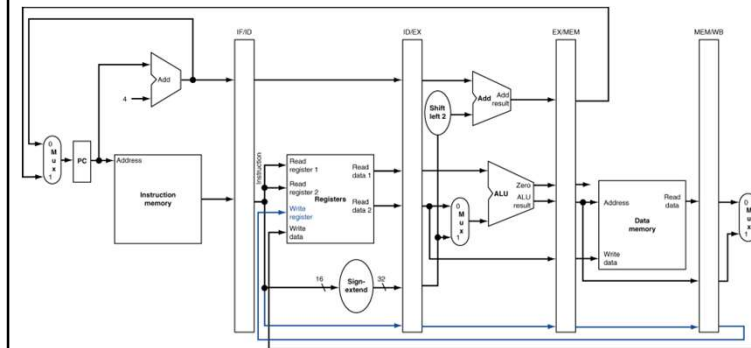 IF/ID
ID/EX
EX/MEM
MEM/WB
Add
4
0
M
u
x
1
PC
Address
Instruction
memory
Instruction
Read
register 1
Read
register 2
Write
register
Write
data
Registers
Read
data 1
Read
data 2
16
Sign-
extend
32
Shift
left 2
Add
Add
result
0
M
u
x
1
ALU
Zero
ALU
result
Address
Write
data
Read
data
Data
memory
0
M
u
x
1